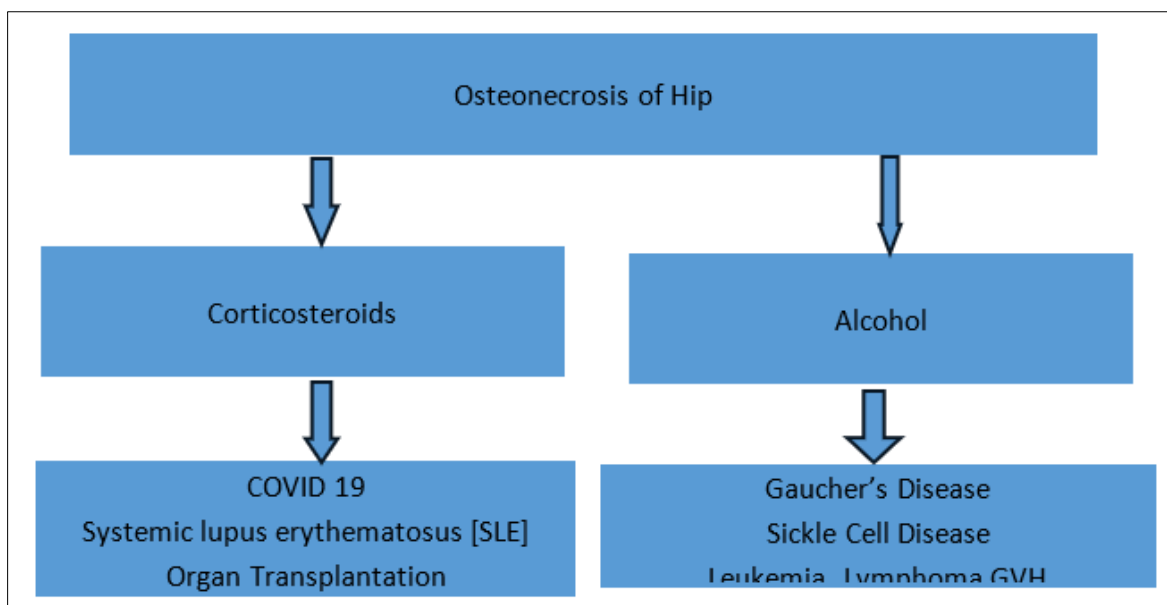 Osteonecrosis of Hip
Corticosteroids
Alcohol
COVID 19
Systemic lupus erythematosus [SLE]
Organ Transplantation
Gaucher's Disease
Sickle Cell Disease
Leukemia, Lymphoma GVH